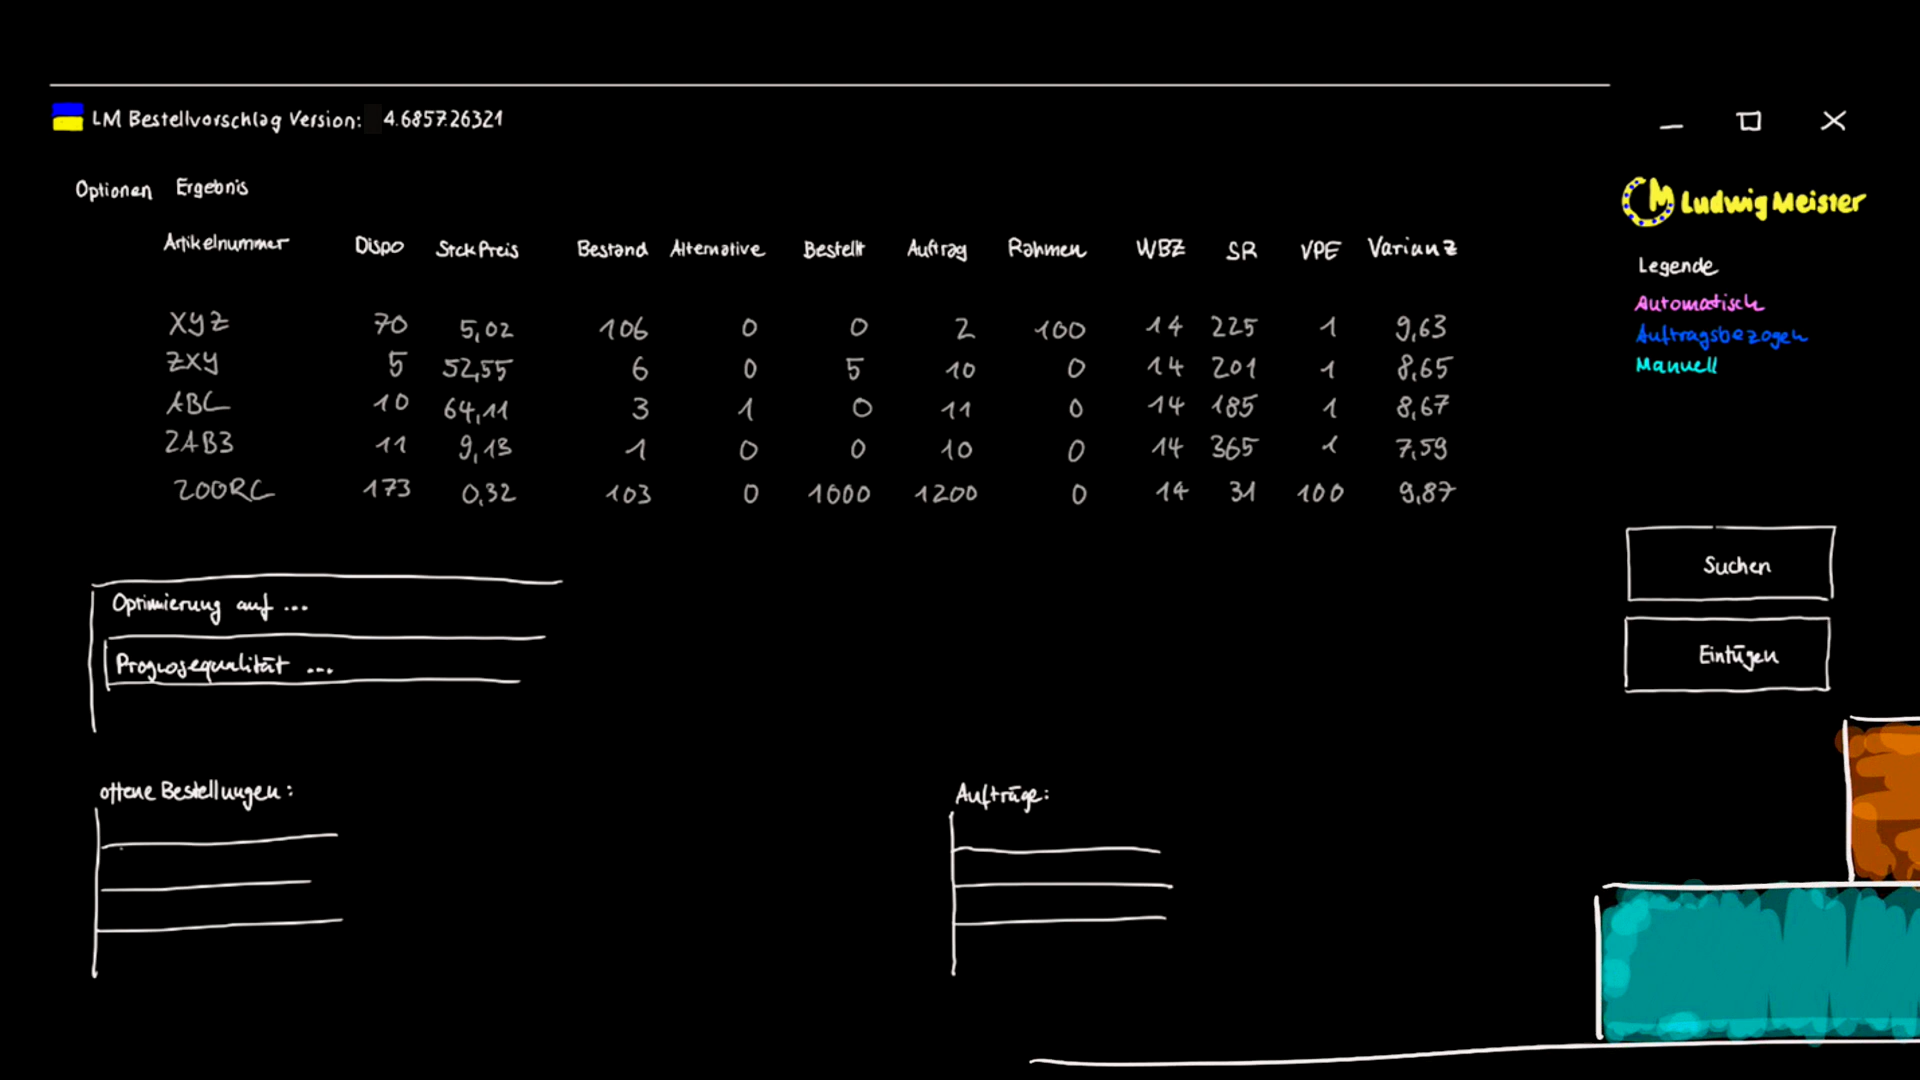 LM Bestellvorschlag Version: 4.6857.26321
Optionen Ergebnis
Ludwig Meister
Artikelnummer Dispo StckPreis Bestand Alternative Bestellt Auftrag Rahmen WBZ SR VPE Varianz
Legende
Automatisch
Auftragsbezogen
Manuell
XYZ 70 5,02 106 0 0 2 100 14 225 1 9,63
ZXY 5 52,55 6 0 5 10 0 14 201 1 8,65
ABC 10 64,11 3 1 0 11 0 14 185 1 8,67
2AB3 11 9,13 1 0 0 10 0 14 365 1 7,59
200RC 173 0,32 103 0 1000 1200 0 14 31 100 9,87
Suchen
Einfügen
Optimierung auf ...
Prognosequalität ...
offene Bestellungen:
Aufträge: